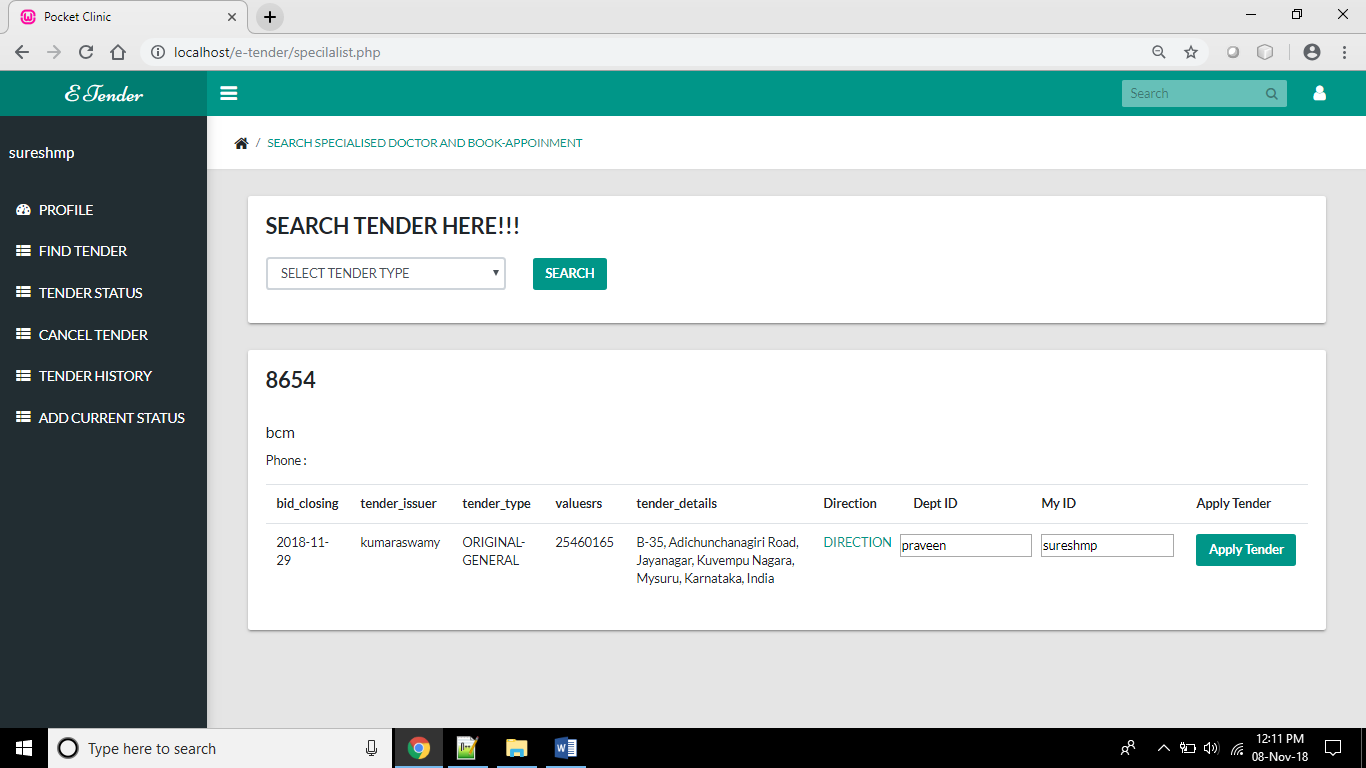 Pocket Clinic
localhost/e-tender/specilalist.php
E Tender
Search
sureshmp
/ SEARCH SPECIALISED DOCTOR AND BOOK-APPOINMENT
PROFILE
FIND TENDER
TENDER STATUS
CANCEL TENDER
TENDER HISTORY
ADD CURRENT STATUS
SEARCH TENDER HERE!!!
SELECT TENDER TYPE SEARCH
8654
bcm
Phone :
bid_closing tender_issuer tender_type valuesrs tender_details Direction Dept ID My ID Apply Tender
2018-11- kumaraswamy ORIGINAL- 25460165 B-35, Adichunchanagiri Road, DIRECTION praveen sureshmp Apply Tender
29 GENERAL Jayanagar, Kuvempu Nagara,
Mysuru, Karnataka, India
Type here to search
12:11 PM
08-Nov-18